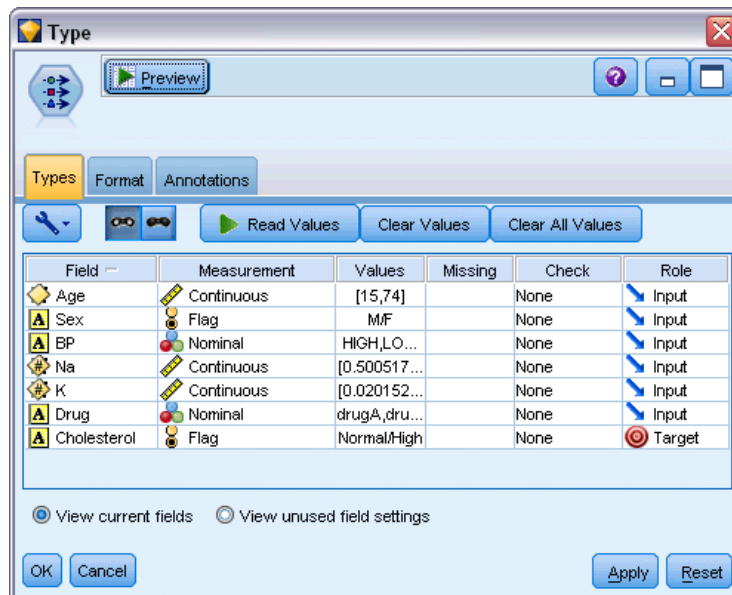 Type
Preview
?
Types Format Annotations
Read Values Clear Values Clear All Values
Field Measurement Values Missing Check Role
Age Continuous [15,74] None Input
A Sex Flag M/F None Input
A BP Nominal HIGH,LO... None Input
# Na Continuous [0.500517... None Input
# K Continuous [0.020152... None Input
A Drug Nominal drugA,dru... None Input
A Cholesterol Flag Normal/High None Target
View current fields View unused field settings
OK Cancel Apply Reset